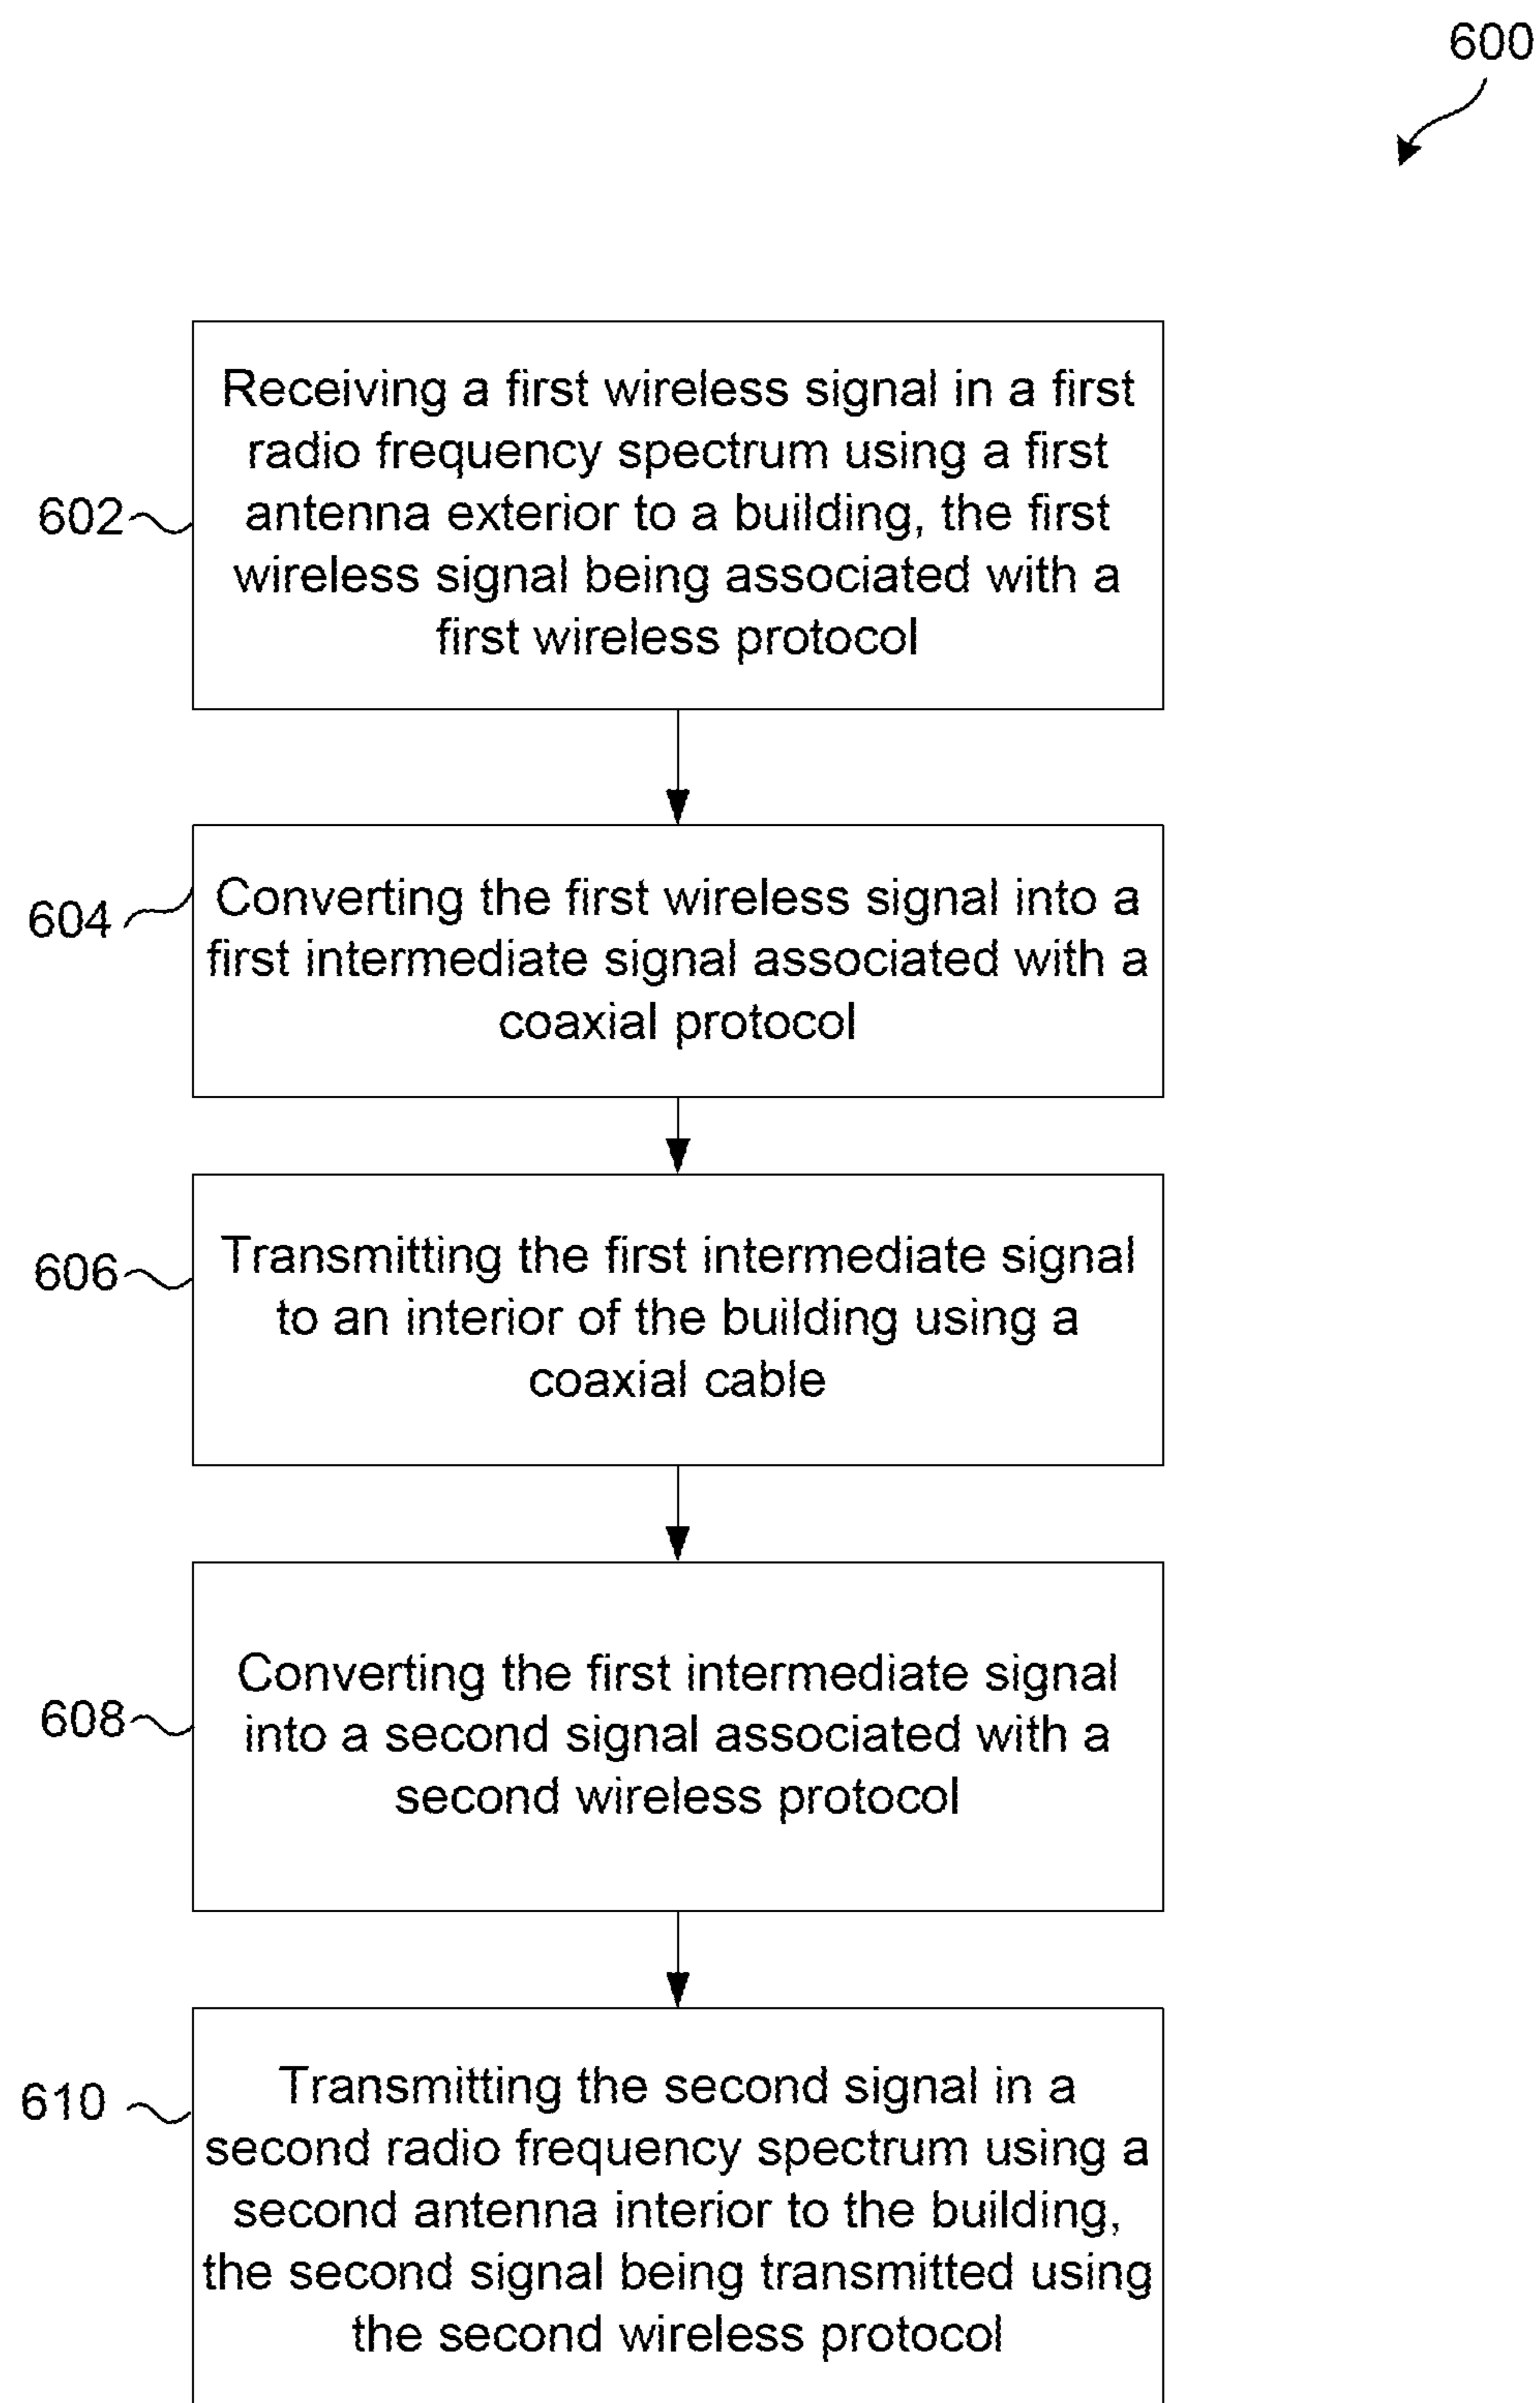 600
602
Receiving a first wireless signal in a first
radio frequency spectrum using a first
antenna exterior to a building, the first
wireless signal being associated with a
first wireless protocol
604
Converting the first wireless signal into a
first intermediate signal associated with a
coaxial protocol
606
Transmitting the first intermediate signal
to an interior of the building using a
coaxial cable
608
Converting the first intermediate signal
into a second signal associated with a
second wireless protocol
610
Transmitting the second signal in a
second radio frequency spectrum using a
second antenna interior to the building,
the second signal being transmitted using
the second wireless protocol